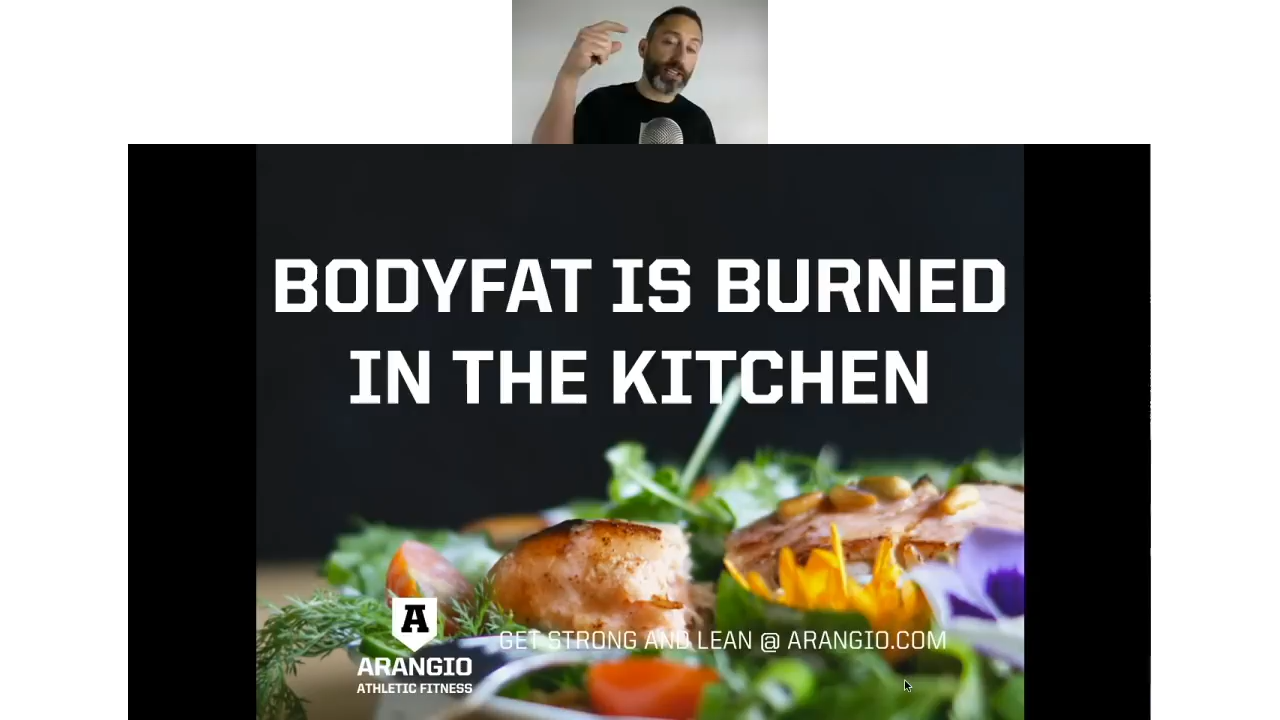 BODYFAT IS BURNED
IN THE KITCHEN
A
GET STRONG AND LEAN @ ARANGIO.COM
ARANGIO
ATHLETIC FITNESS